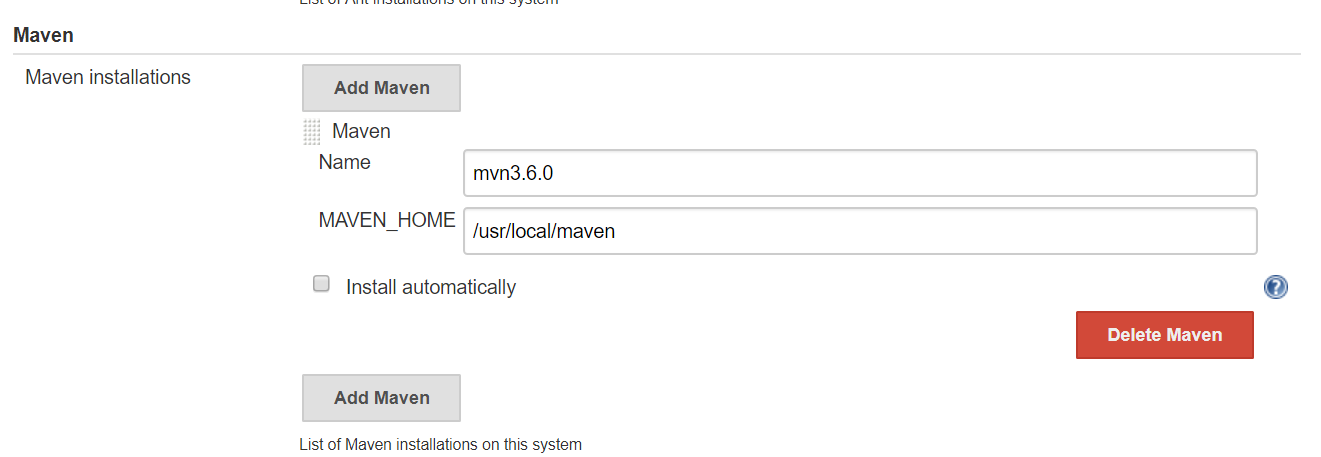 List of Ant installations on this system
Maven
Maven installations
Add Maven
Maven
Name
mvn3.6.0
MAVEN_HOME
/usr/local/maven
Install automatically
?
Delete Maven
Add Maven
List of Maven installations on this system